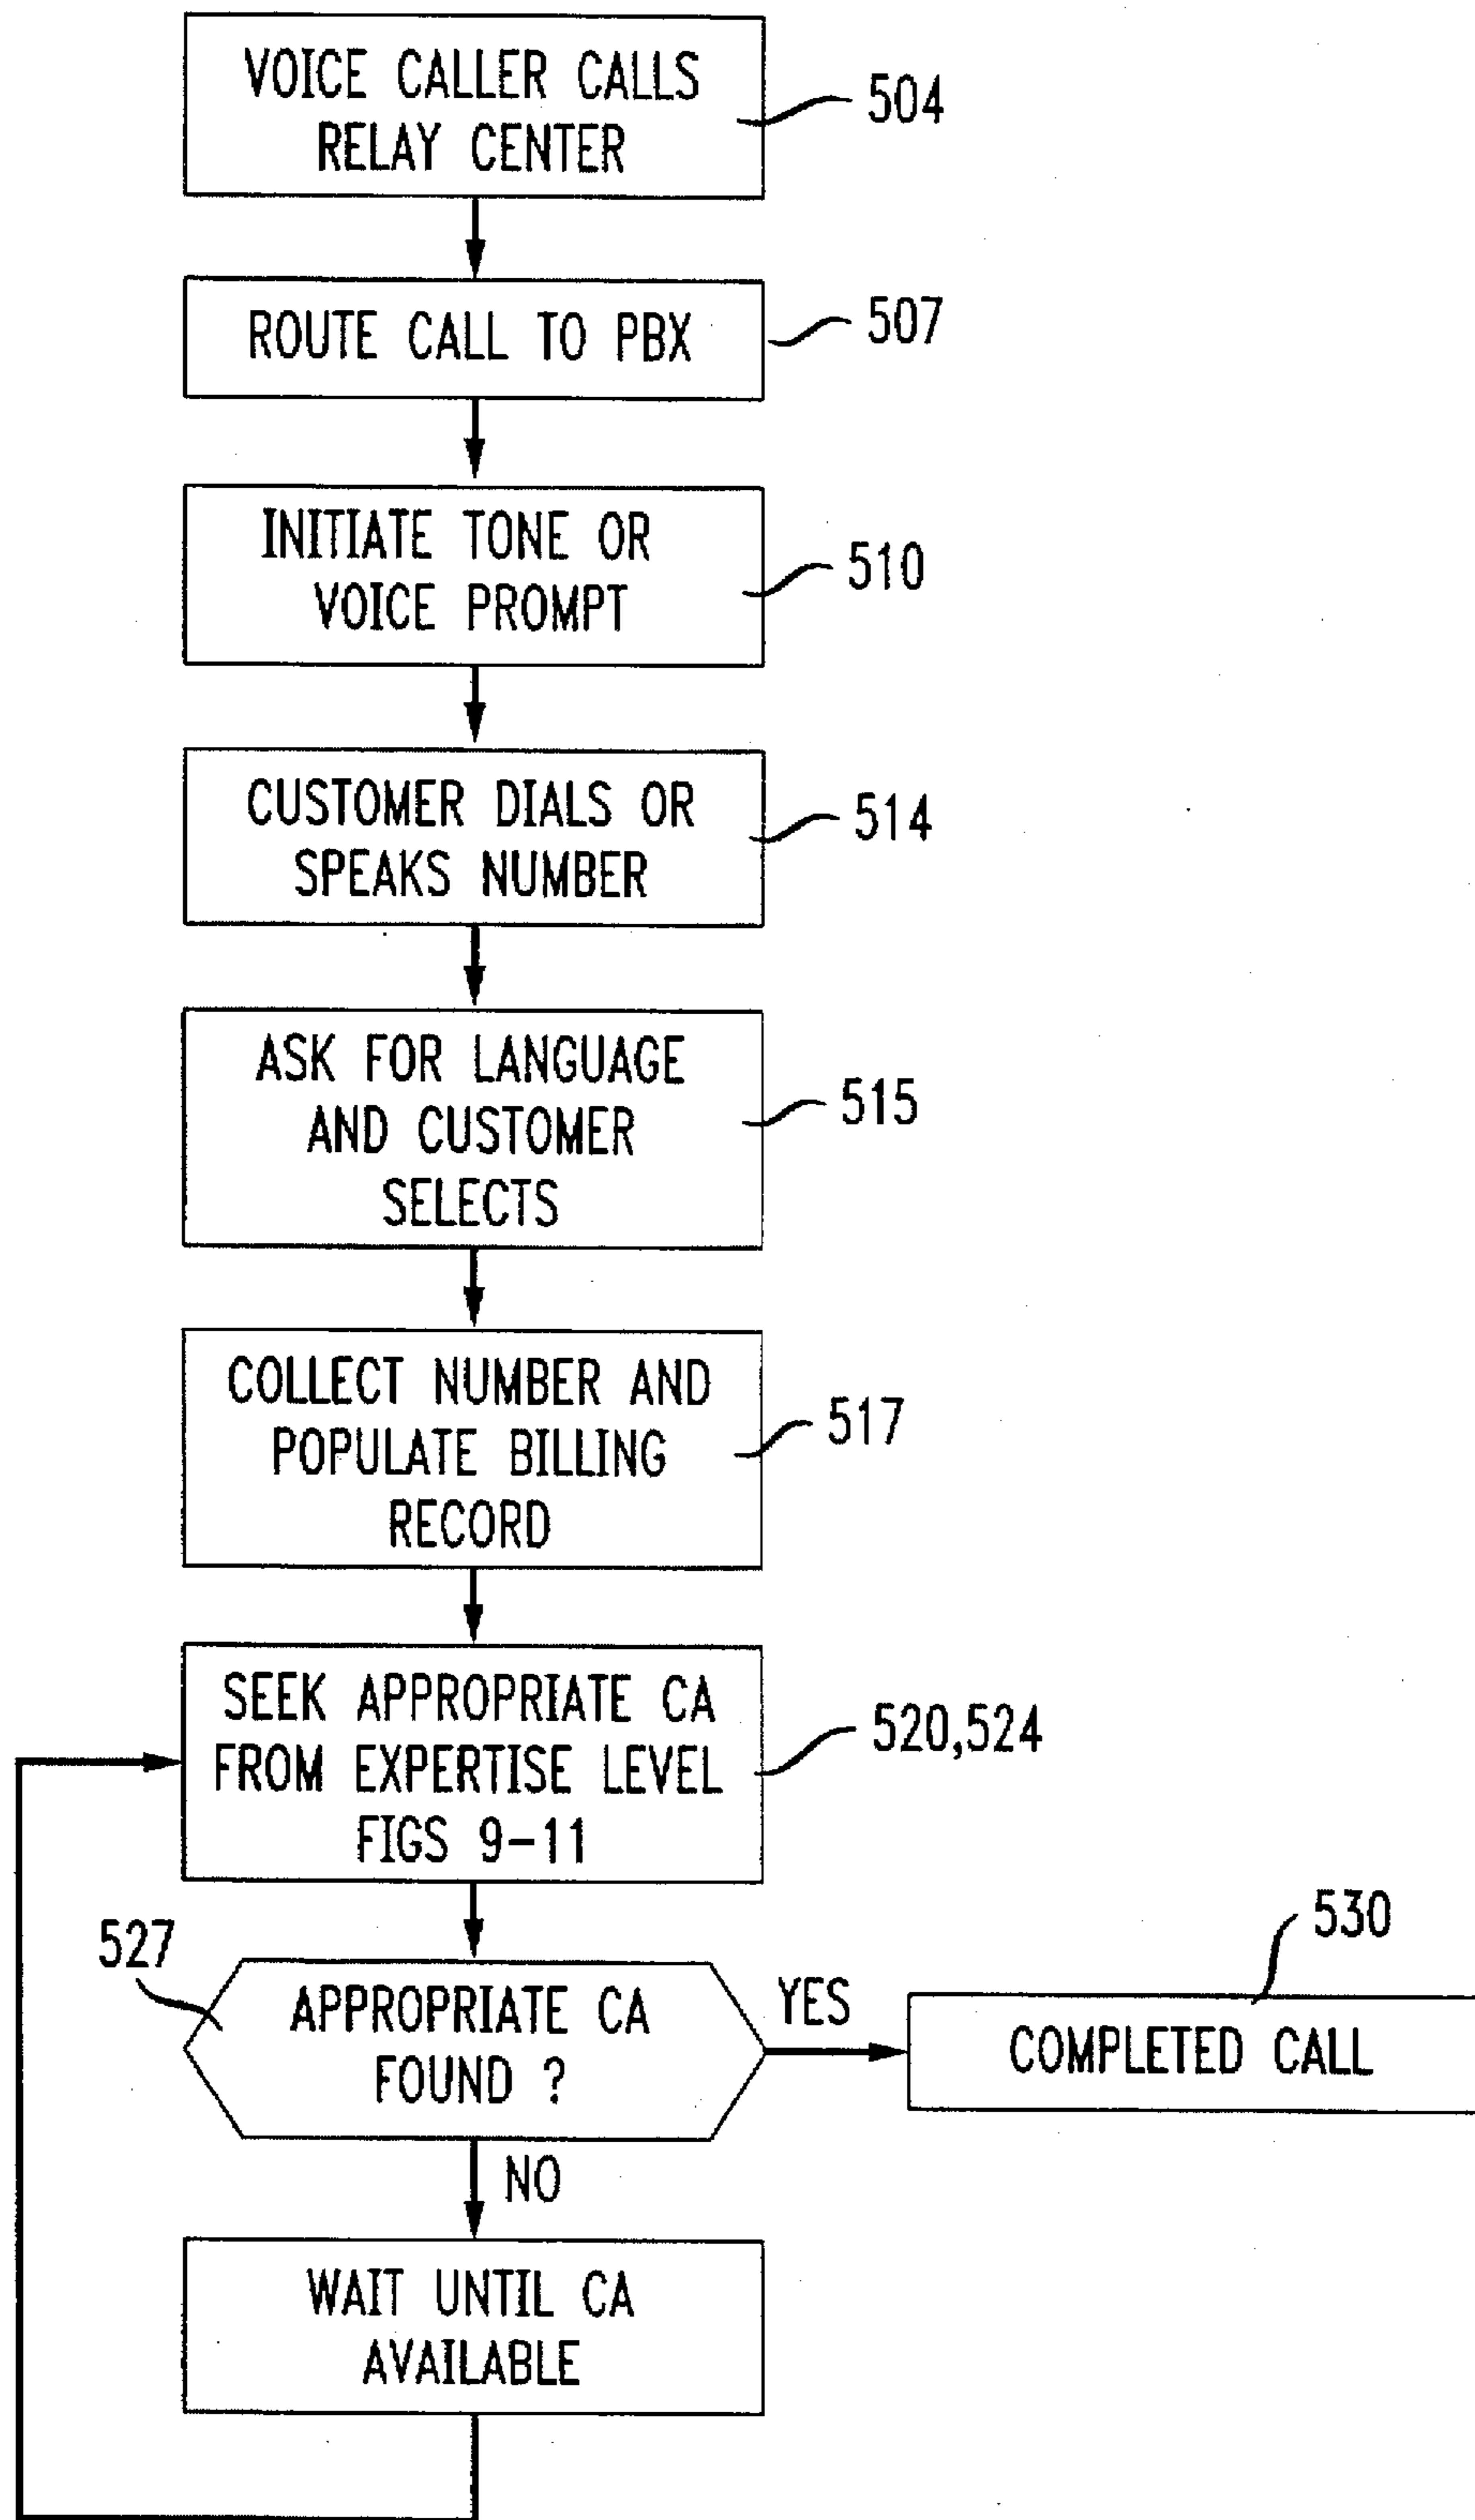 VOICE CALLER CALLS
RELAY CENTER
504
ROUTE CALL TO PBX
507
INITIATE TONE OR
VOICE PROMPT
510
CUSTOMER DIALS OR
SPEAKS NUMBER
514
ASK FOR LANGUAGE
AND CUSTOMER
SELECTS
515
COLLECT NUMBER AND
POPULATE BILLING
RECORD
517
SEEK APPROPRIATE CA
FROM EXPERTISE LEVEL
FIGS 9-11
520,524
527
APPROPRIATE CA
FOUND ?
YES
530
COMPLETED CALL
NO
WAIT UNTIL CA
AVAILABLE